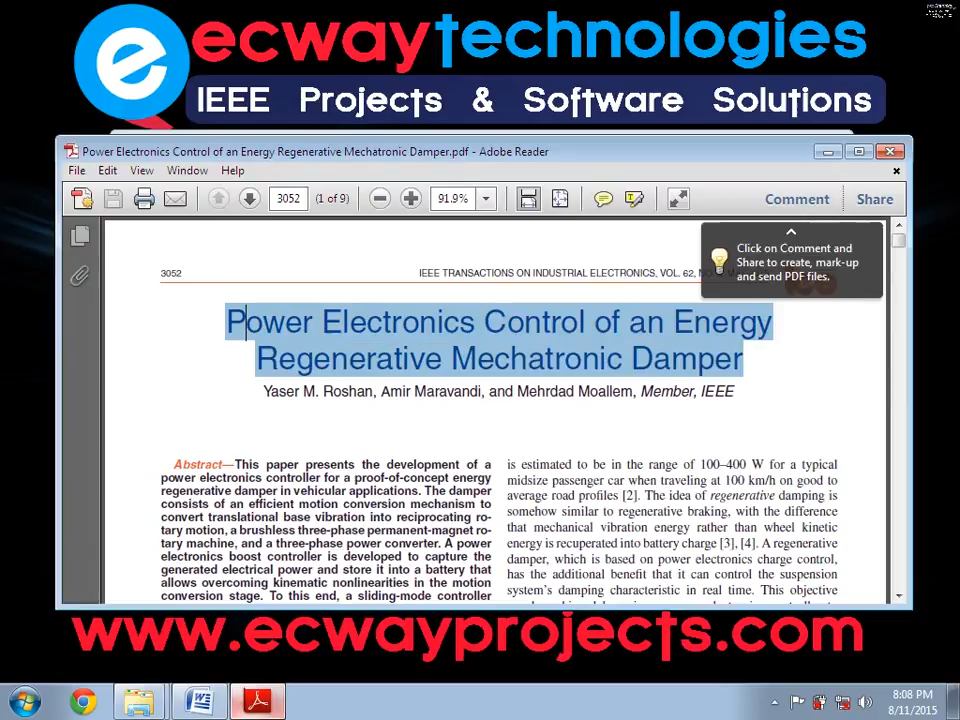 ecwaytechnologies
IEEE Projects & Software Solutions
Power Electronics Control of an Energy Regenerative Mechatronic Damper.pdf - Adobe Reader
File Edit View Window Help
3052 (1 of 9) 91.9% Comment Share
Click on Comment and
Share to create, mark-up
and send PDF files.
3052 IEEE TRANSACTIONS ON INDUSTRIAL ELECTRONICS, VOL. 62,
Power Electronics Control of an Energy
Regenerative Mechatronic Damper
Yaser M. Roshan, Amir Maravandi, and Mehrdad Moallem, Member, IEEE
Abstract—This paper presents the development of a
power electronics controller for a proof-of-concept energy
regenerative damper in vehicular applications. The damper
consists of an efficient motion conversion mechanism to
convert translational base vibration into reciprocating ro-
tary motion, a brushless three-phase permanent-magnet ro-
tary machine, and a three-phase power converter. A power
electronics boost controller is developed to capture the
generated electrical power and store it into a battery that
allows overcoming kinematic nonlinearities in the motion
conversion stage. To this end, a sliding-mode controller
is estimated to be in the range of 100–400 W for a typical
midsize passenger car when traveling at 100 km/h on good to
average road profiles [2]. The idea of regenerative damping is
somehow similar to regenerative braking, with the difference
that mechanical vibration energy rather than wheel kinetic
energy is recuperated into battery charge [3], [4]. A regenerative
damper, which is based on power electronics charge control,
has the additional benefit that it can control the suspension
system's damping characteristic in real time. This objective
www.ecwayprojects.com
8:08 PM
8/11/2015